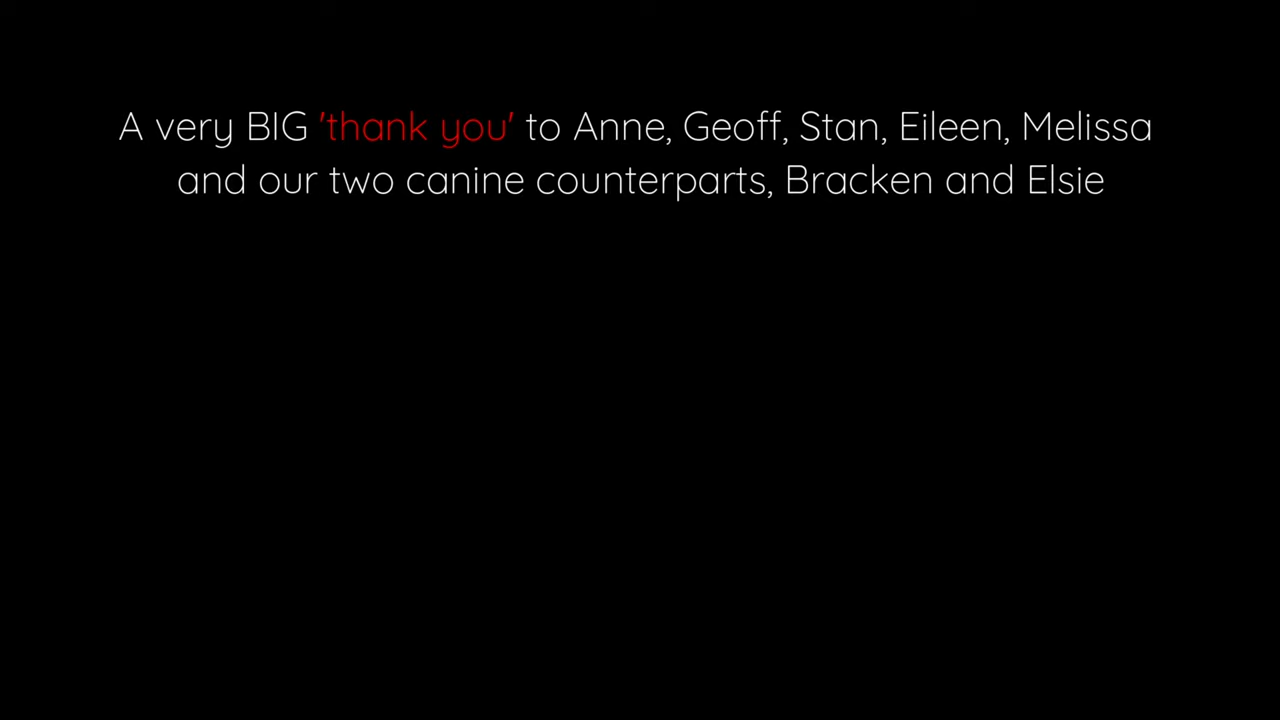 A very BIG 'thank you' to Anne, Geoff, Stan, Eileen, Melissa
and our two canine counterparts, Bracken and Elsie